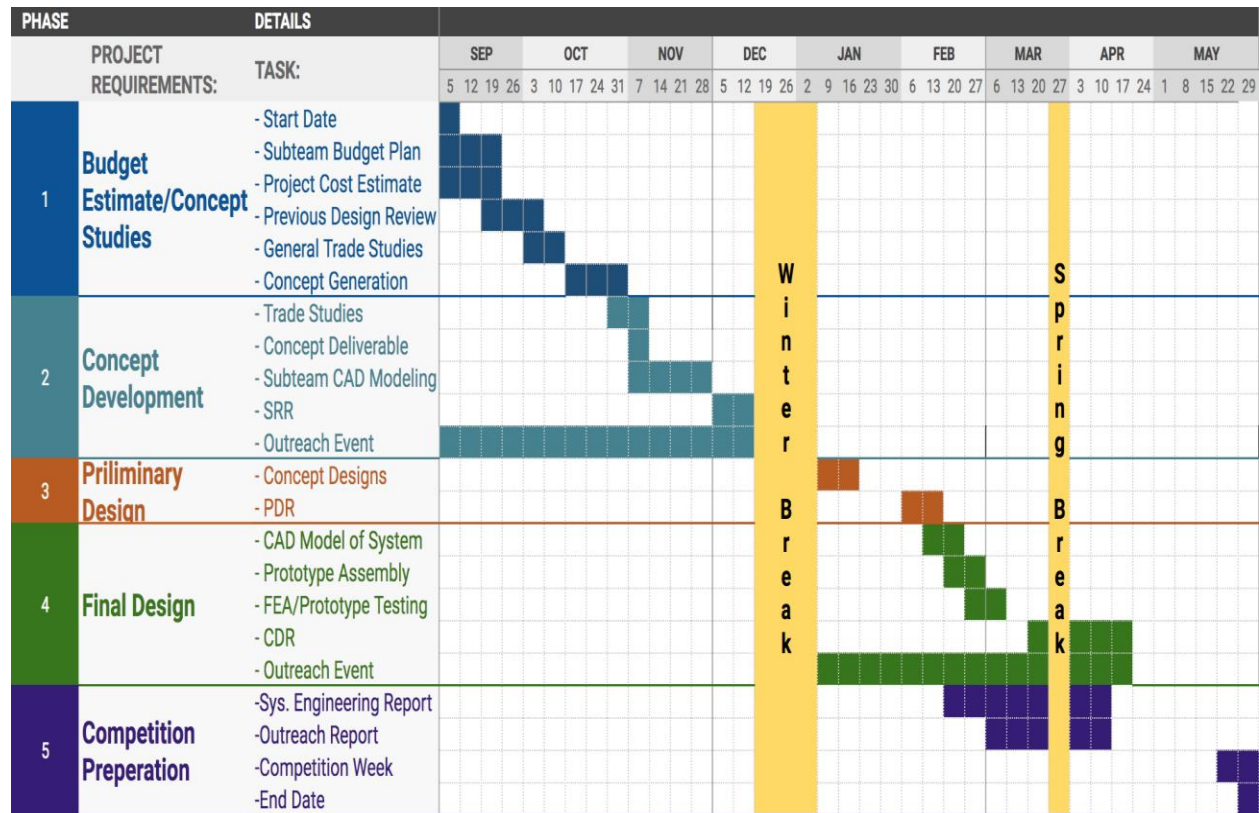 PHASE DETAILS
PROJECT REQUIREMENTS: TASK:
SEP OCT NOV DEC JAN FEB MAR APR MAY
5 12 19 26 3 10 17 24 31 7 14 21 28 5 12 19 26 2 9 16 23 30 6 13 20 27 6 13 20 27 3 10 17 24 1 8 15 22 29
1
Budget
Estimate/Concept
Studies
- Start Date
- Subteam Budget Plan
- Project Cost Estimate
- Previous Design Review
- General Trade Studies
- Concept Generation
2
Concept
Development
- Trade Studies
- Concept Deliverable
- Subteam CAD Modeling
- SRR
- Outreach Event
3
Priliminary
Design
- Concept Designs
- PDR
4
Final Design
- CAD Model of System
- Prototype Assembly
- FEA/Prototype Testing
- CDR
- Outreach Event
5
Competition
Preperation
-Sys. Engineering Report
-Outreach Report
-Competition Week
-End Date
Winter Break
Spring Break